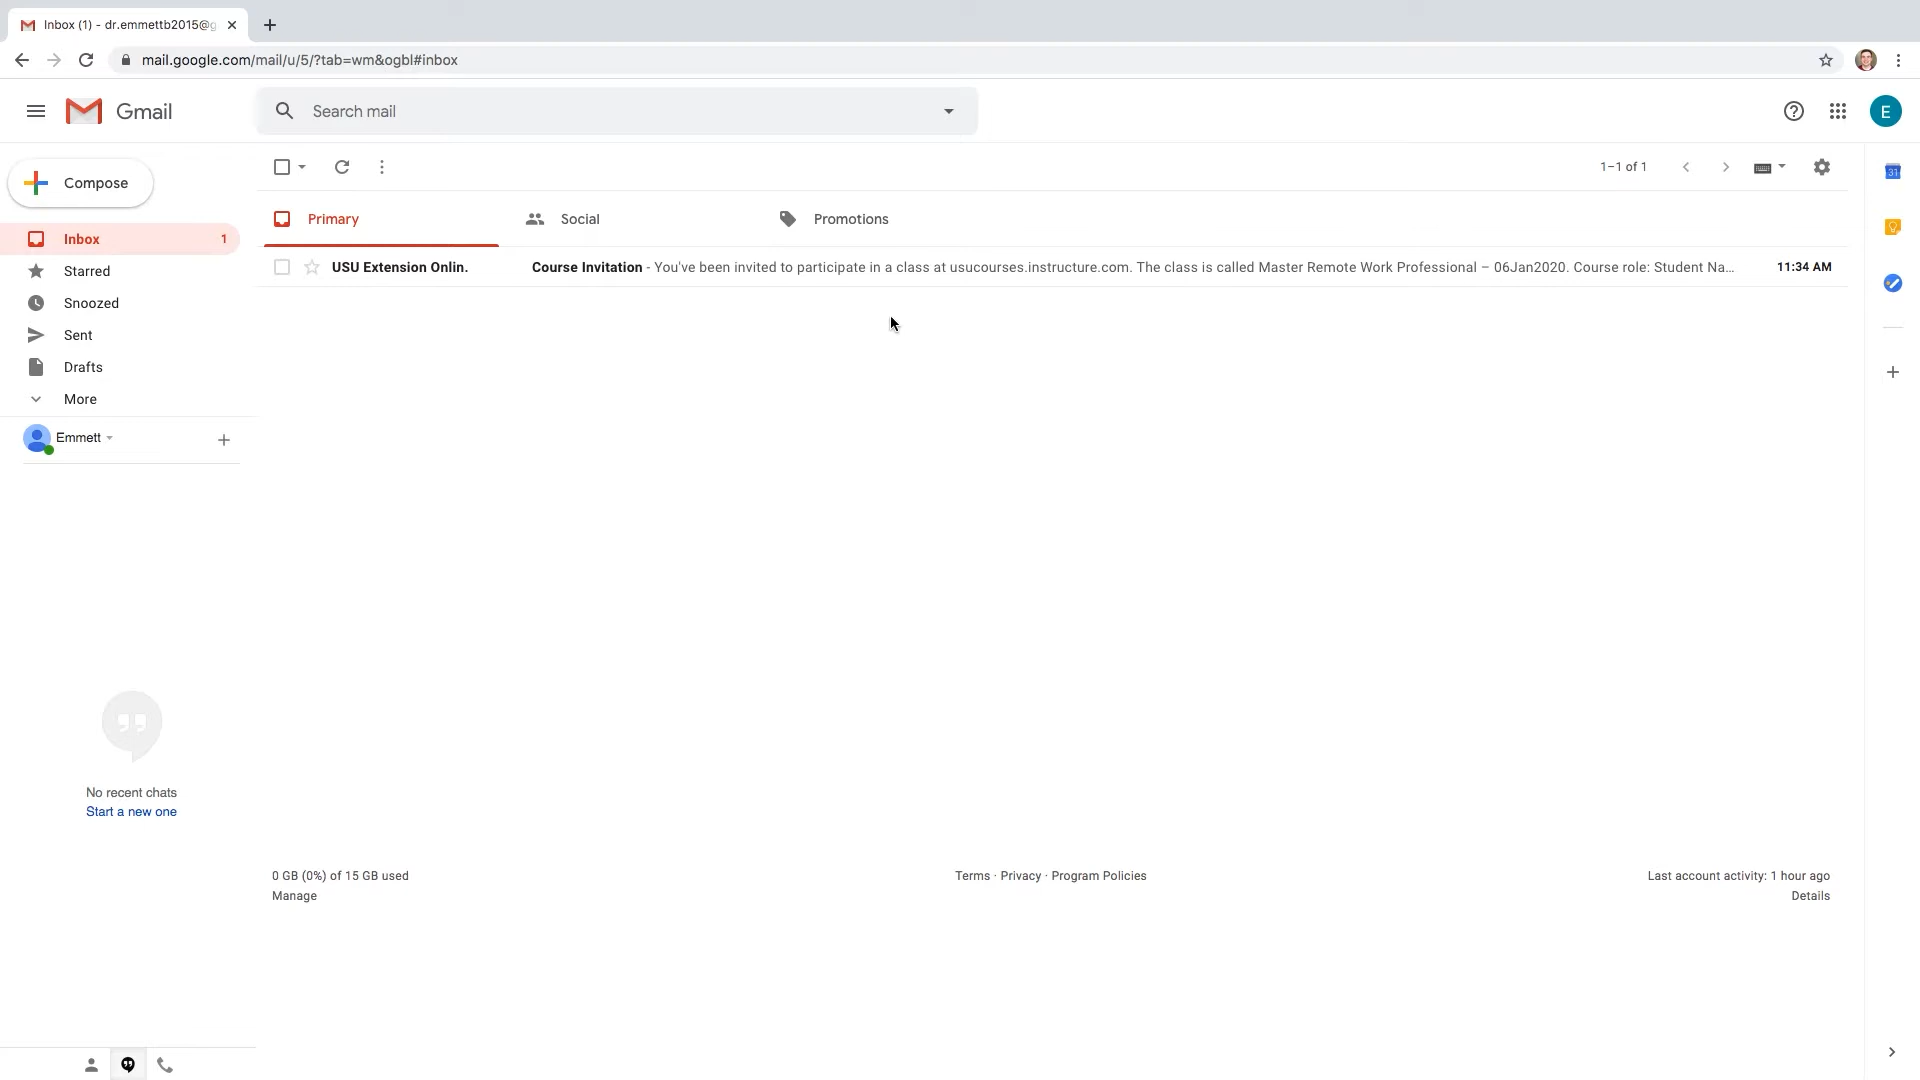 Inbox (1) - dr.emmettb2015@g
mail.google.com/mail/u/5/?tab=wm&ogbl#inbox
Gmail
Search mail
E
Compose
1–1 of 1
31
Primary
Social
Promotions
Inbox 1
USU Extension Onlin. Course Invitation - You've been invited to participate in a class at usucourses.instructure.com. The class is called Master Remote Work Professional – 06Jan2020. Course role: Student Na... 11:34 AM
Starred
Snoozed
Sent
Drafts
More
Emmett
No recent chats
Start a new one
0 GB (0%) of 15 GB used
Manage
Terms · Privacy · Program Policies
Last account activity: 1 hour ago
Details